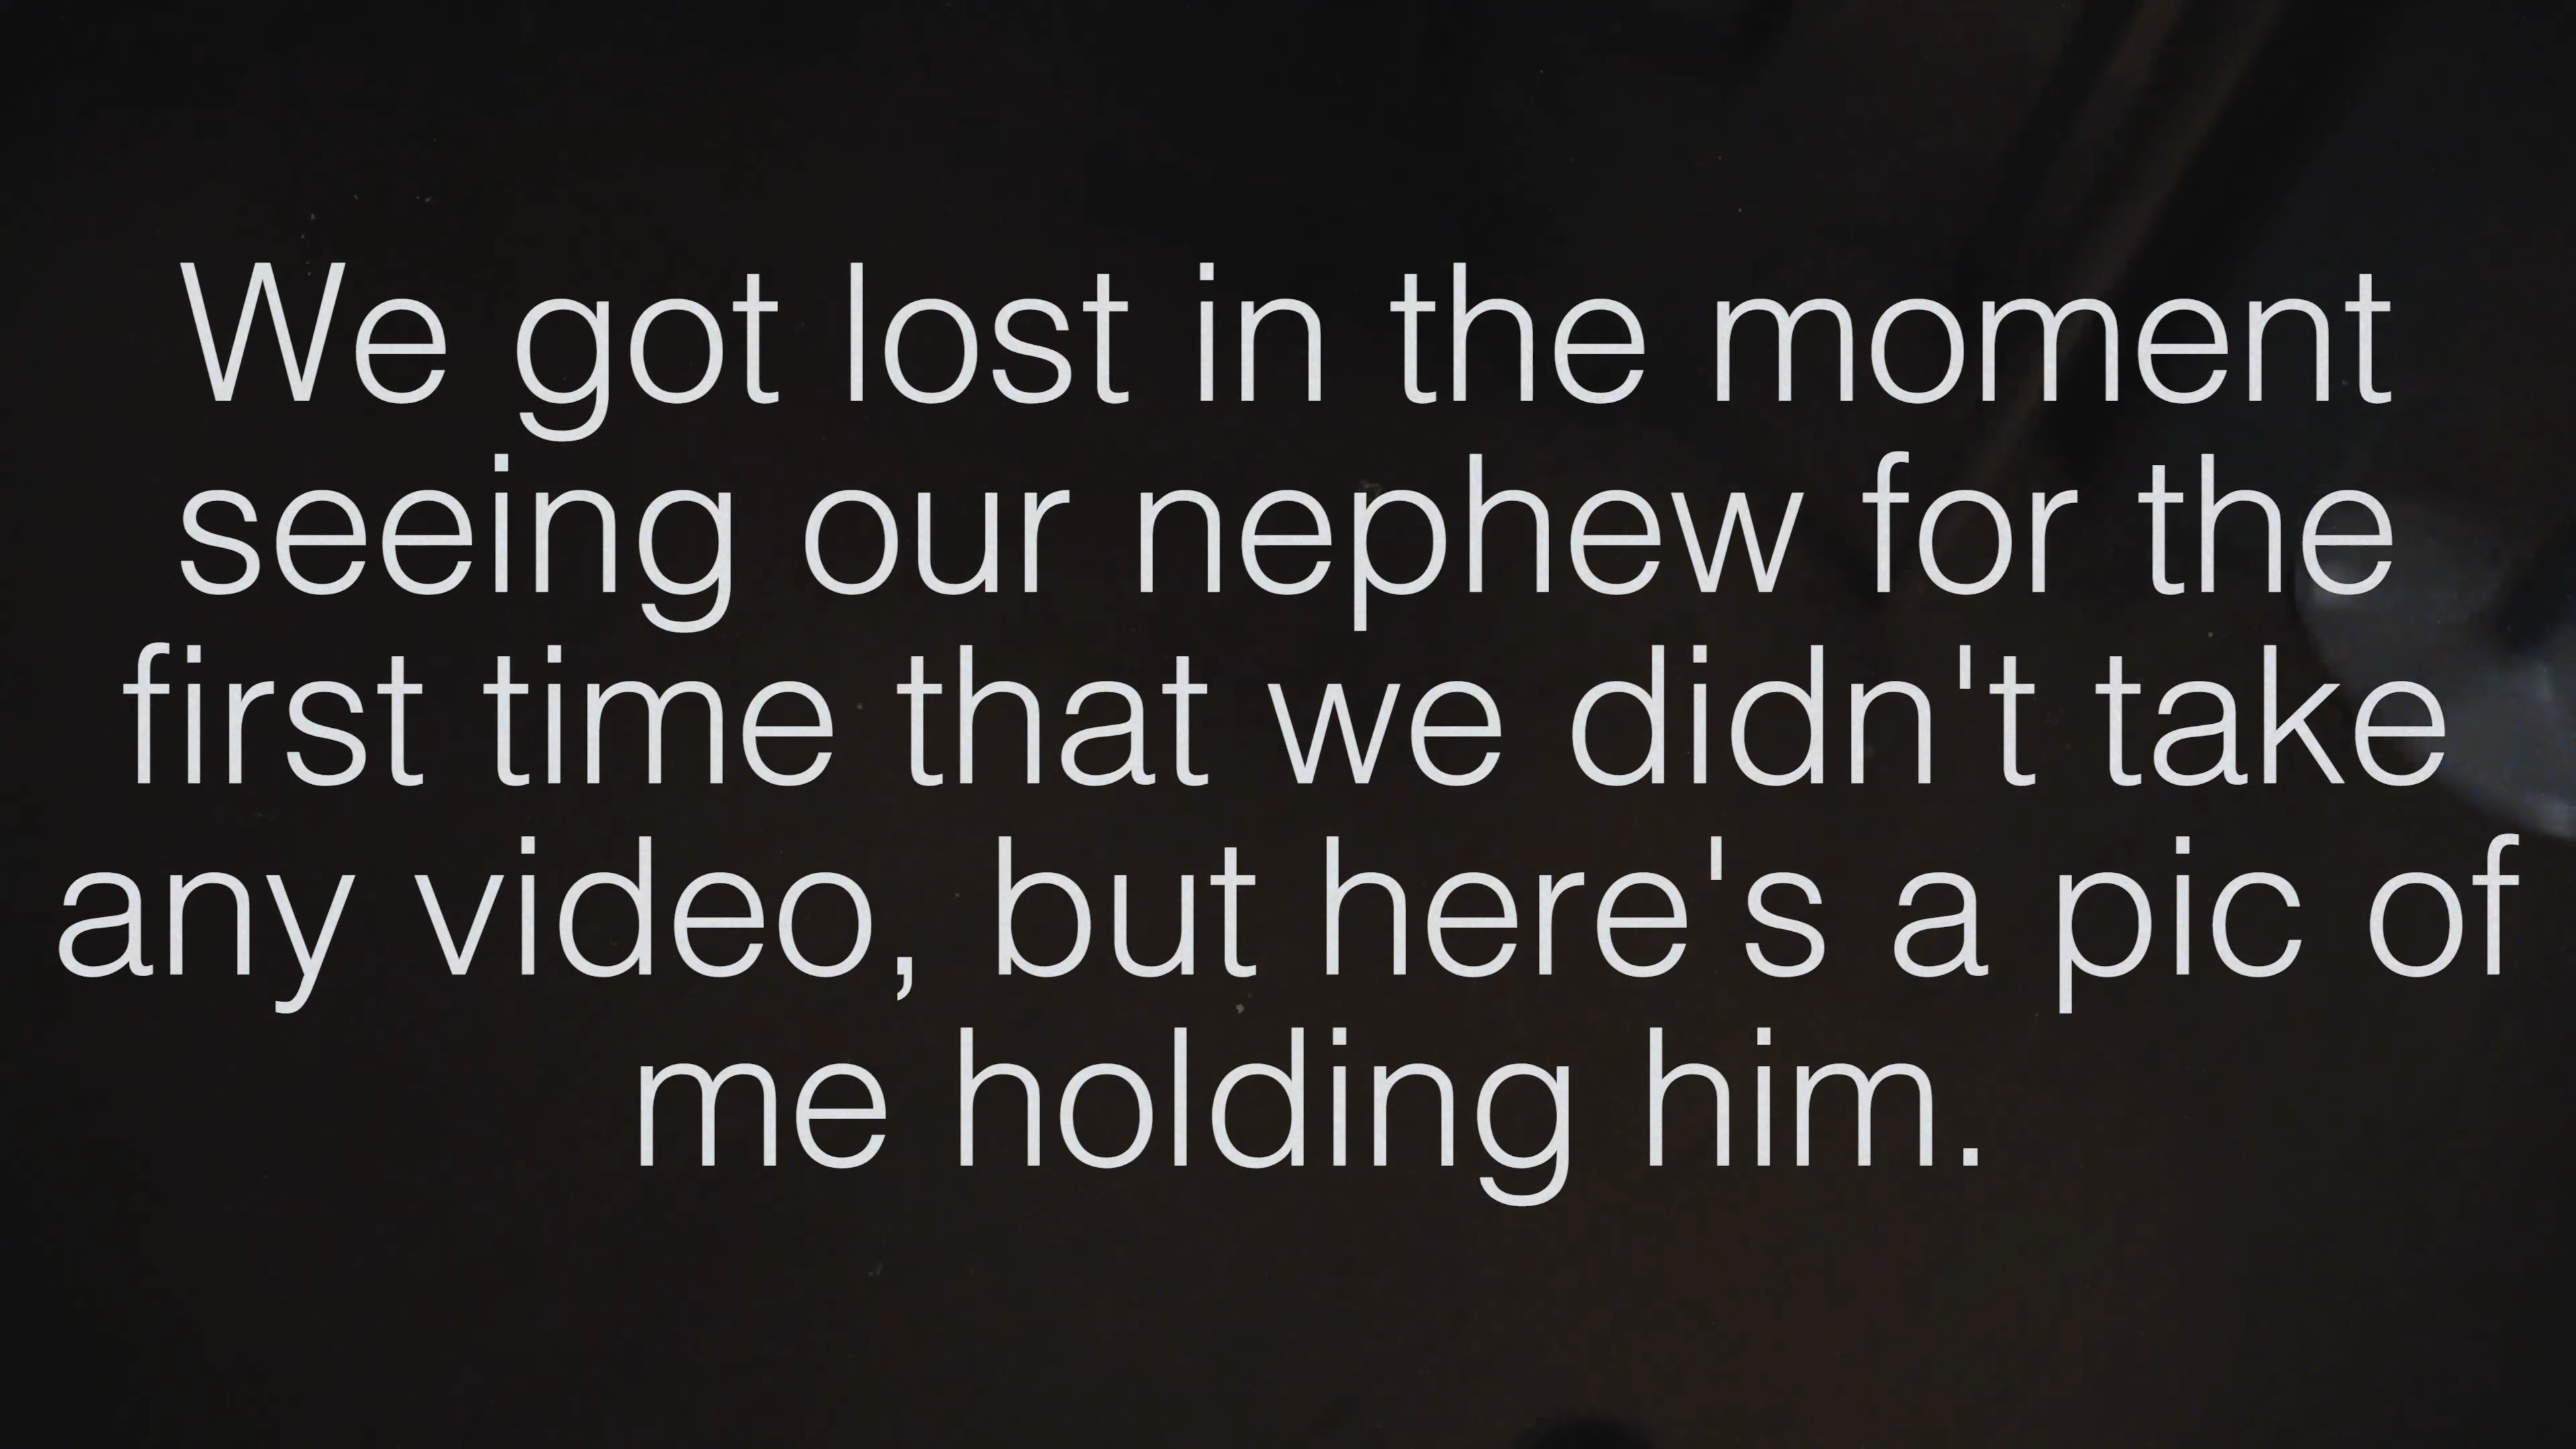 We got lost in the moment
seeing our nephew for the
first time that we didn't take
any video, but here's a pic of
me holding him.